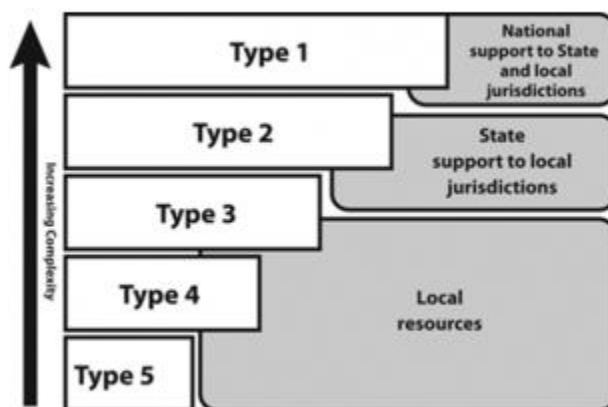 Type 1
National
support to State
and local
jurisdictions
Type 2
State
support to local
jurisdictions
Type 3
Type 4
Local
resources
Type 5
Increasing Complexity